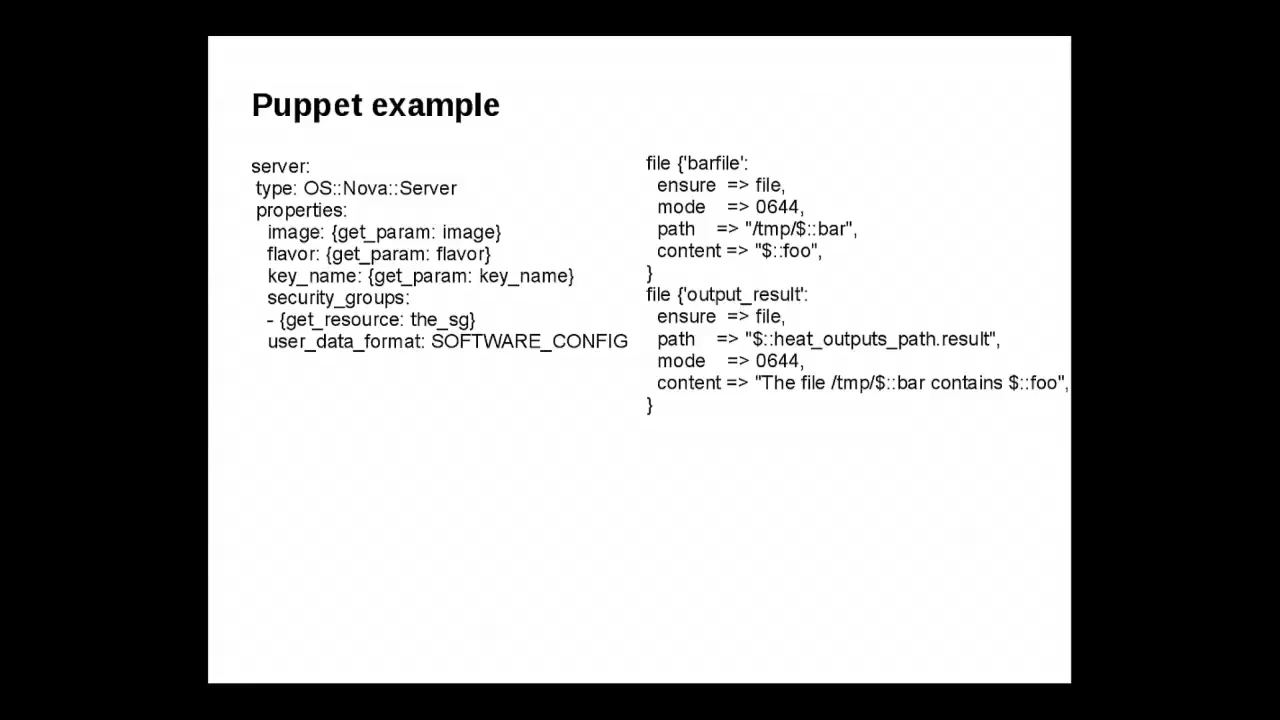 Puppet example
server:
type: OS::Nova::Server
properties:
image: {get_param: image}
flavor: {get_param: flavor}
key_name: {get_param: key_name}
security_groups:
- {get_resource: the_sg}
user_data_format: SOFTWARE_CONFIG
file {'barfile':
ensure => file,
mode => 0644,
path => "/tmp/$::bar",
content => "$::foo",
}
file {'output_result':
ensure => file,
path => "$::heat_outputs_path.result",
mode => 0644,
content => "The file /tmp/$::bar contains $::foo",
}